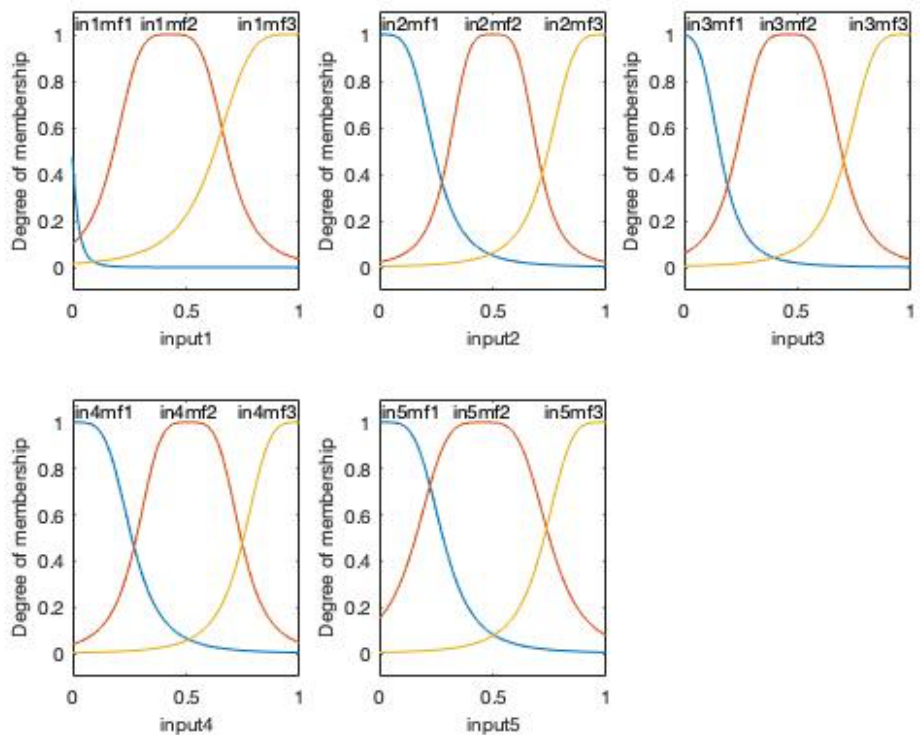 in1mf1 in1mf2 in1mf3
1
0.8
0.6
0.4
0.2
0
Degree of membership
0 0.5 1
input1
in2mf1 in2mf2 in2mf3
1
0.8
0.6
0.4
0.2
0
Degree of membership
0 0.5 1
input2
in3mf1 in3mf2 in3mf3
1
0.8
0.6
0.4
0.2
0
Degree of membership
0 0.5 1
input3
in4mf1 in4mf2 in4mf3
1
0.8
0.6
0.4
0.2
0
Degree of membership
0 0.5 1
input4
in5mf1 in5mf2 in5mf3
1
0.8
0.6
0.4
0.2
0
Degree of membership
0 0.5 1
input5